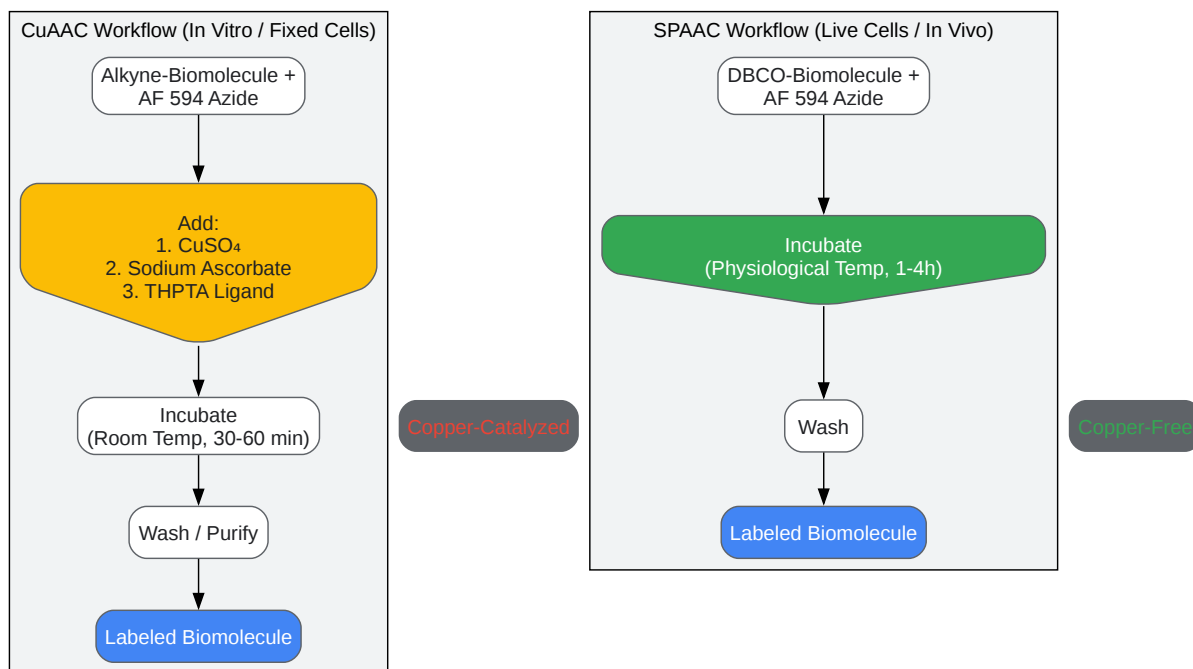 CuAAC Workflow (In Vitro / Fixed Cells)
Alkyne-Biomolecule +
AF 594 Azide
Add:
1. CuSO₄
2. Sodium Ascorbate
3. THPTA Ligand
Incubate
(Room Temp, 30-60 min)
Wash / Purify
Labeled Biomolecule
Copper-Catalyzed
SPAAC Workflow (Live Cells / In Vivo)
DBCO-Biomolecule +
AF 594 Azide
Incubate
(Physiological Temp, 1-4h)
Wash
Labeled Biomolecule
Copper-Free